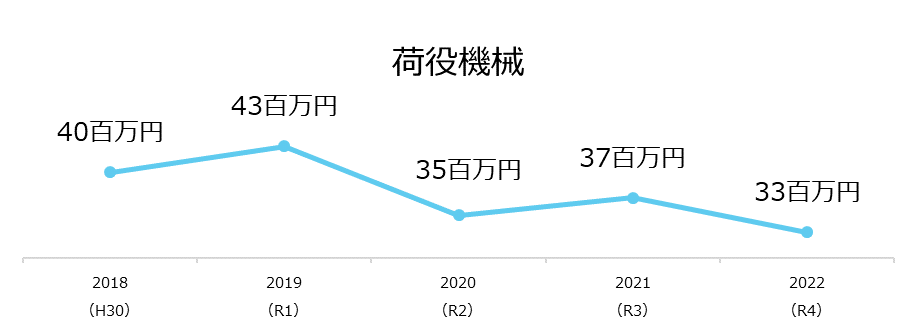 荷役機械
40百万円
43百万円
35百万円
37百万円
33百万円
2018
（H30）
2019
（R1）
2020
（R2）
2021
（R3）
2022
（R4）